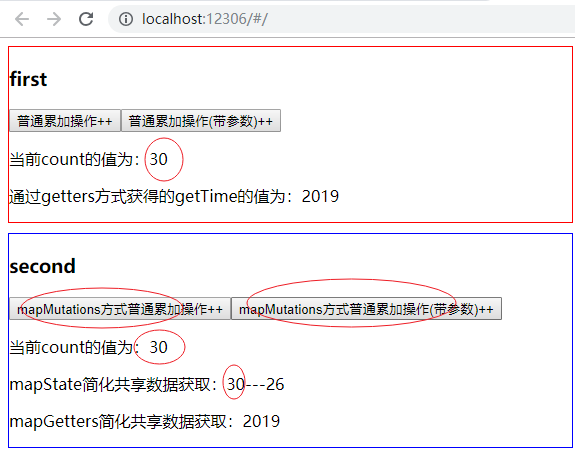 localhost:12306/#/
first
普通累加操作++ 普通累加操作(带参数)++
当前count的值为：30
通过getters方式获得的getTime的值为：2019
second
mapMutations方式普通累加操作++ mapMutations方式普通累加操作(带参数)++
当前count的值为：30
mapState简化共享数据获取：30---26
mapGetters简化共享数据获取：2019